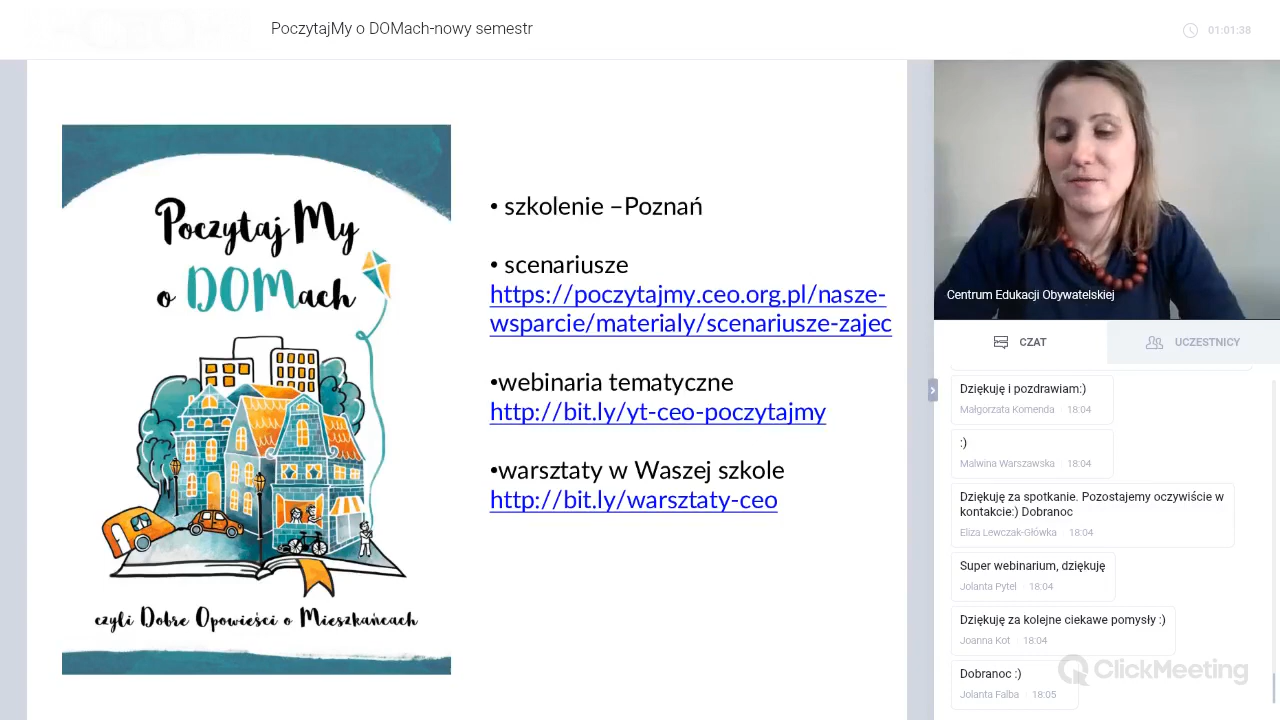 PoczytajMy o DOMach-nowy semestr
01:01:38
PoczytajMy
o DOMach
czyli Dobre Opowieści o Mieszkańcach
• szkolenie –Poznań
• scenariusze
https://poczytajmy.ceo.org.pl/nasze-
wsparcie/materialy/scenariusze-zajec
•webinaria tematyczne
http://bit.ly/yt-ceo-poczytajmy
•warsztaty w Waszej szkole
http://bit.ly/warsztaty-ceo
Centrum Edukacji Obywatelskiej
CZAT
UCZESTNICY
Dziękuję i pozdrawiam:)
Małgorzata Komenda · 18:04
:)
Malwina Warszawska · 18:04
Dziękuję za spotkanie. Pozostajemy oczywiście w
kontakcie:) Dobranoc
Eliza Lewczak-Główka · 18:04
Super webinarium, dziękuję
Jolanta Pytel · 18:04
Dziękuję za kolejne ciekawe pomysły :)
Joanna Kot · 18:04
Dobranoc :)
Jolanta Falba · 18:05
ClickMeeting